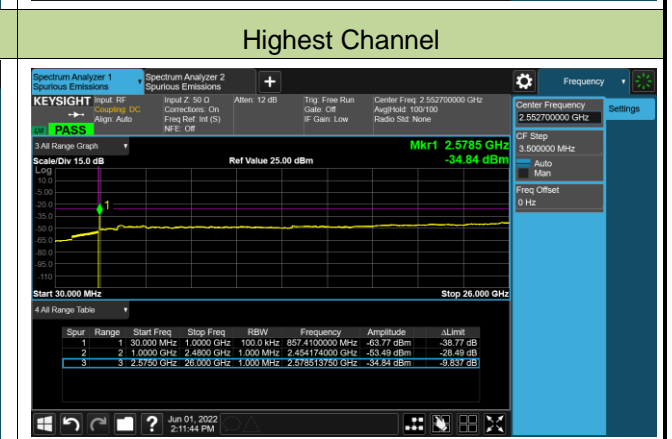 Highest Channel
Spectrum Analyzer 1
Spurious Emissions
Spectrum Analyzer 2
Spurious Emissions
+
Frequency
KEYSIGHT
Input: RF
Coupling: DC
Align: Auto
Input Z: 50 Ω
Corrections: On
Freq Ref: Int (S)
NFE: Off
Atten: 12 dB
Trig: Free Run
Gate: Off
IF Gain: Low
Center Freq: 2.552700000 GHz
Avg|Hold: 100/100
Radio Std: None
LXI PASS
Center Frequency
2.552700000 GHz
Settings
CF Step
3.500000 MHz
Auto
Man
Freq Offset
0 Hz
3 All Range Graph
Mkr1 2.5785 GHz
Scale/Div 15.0 dB Ref Value 25.00 dBm -34.84 dBm
Log
10.0
-5.00
-20.0
-35.0
-50.0
-65.0
-80.0
-95.0
-110
1
Start 30.000 MHz Stop 26.000 GHz
4 All Range Table
Spur Range Start Freq Stop Freq RBW Frequency Amplitude ΔLimit
1 1 30.000 MHz 1.0000 GHz 100.0 kHz 857.4100000 MHz -63.77 dBm -38.77 dB
2 2 1.0000 GHz 2.4800 GHz 1.000 MHz 2.454174000 GHz -53.49 dBm -28.49 dB
3 3 2.5750 GHz 26.000 GHz 1.000 MHz 2.578513750 GHz -34.84 dBm -9.837 dB
?
Jun 01, 2022
2:11:44 PM